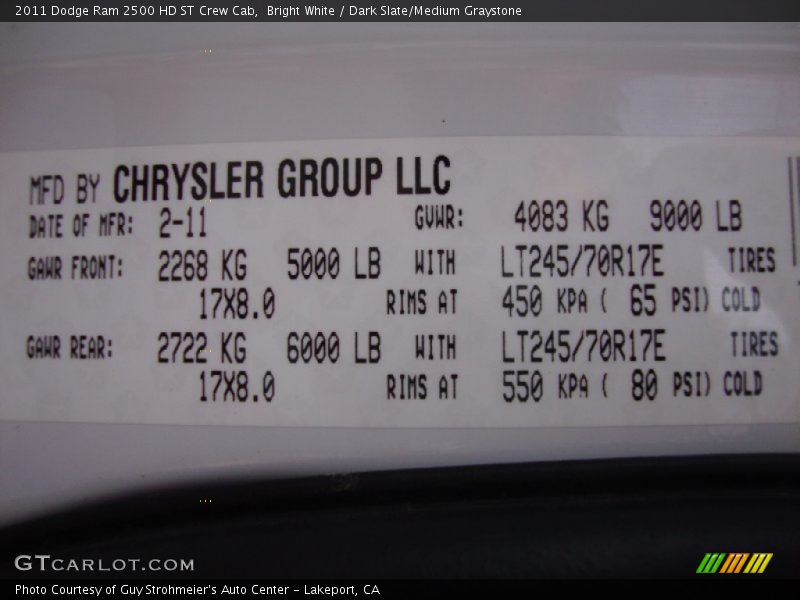 2011 Dodge Ram 2500 HD ST Crew Cab,  Bright White / Dark Slate/Medium Graystone
MFD BY CHRYSLER GROUP LLC
DATE OF MFR: 2-11 GVWR: 4083 KG 9000 LB
GAWR FRONT: 2268 KG 5000 LB WITH LT245/70R17E TIRES
17X8.0 RIMS AT 450 KPA ( 65 PSI) COLD
GAWR REAR: 2722 KG 6000 LB WITH LT245/70R17E TIRES
17X8.0 RIMS AT 550 KPA ( 80 PSI) COLD
GTCARLOT.COM
Photo Courtesy of Guy Strohmeier's Auto Center - Lakeport, CA